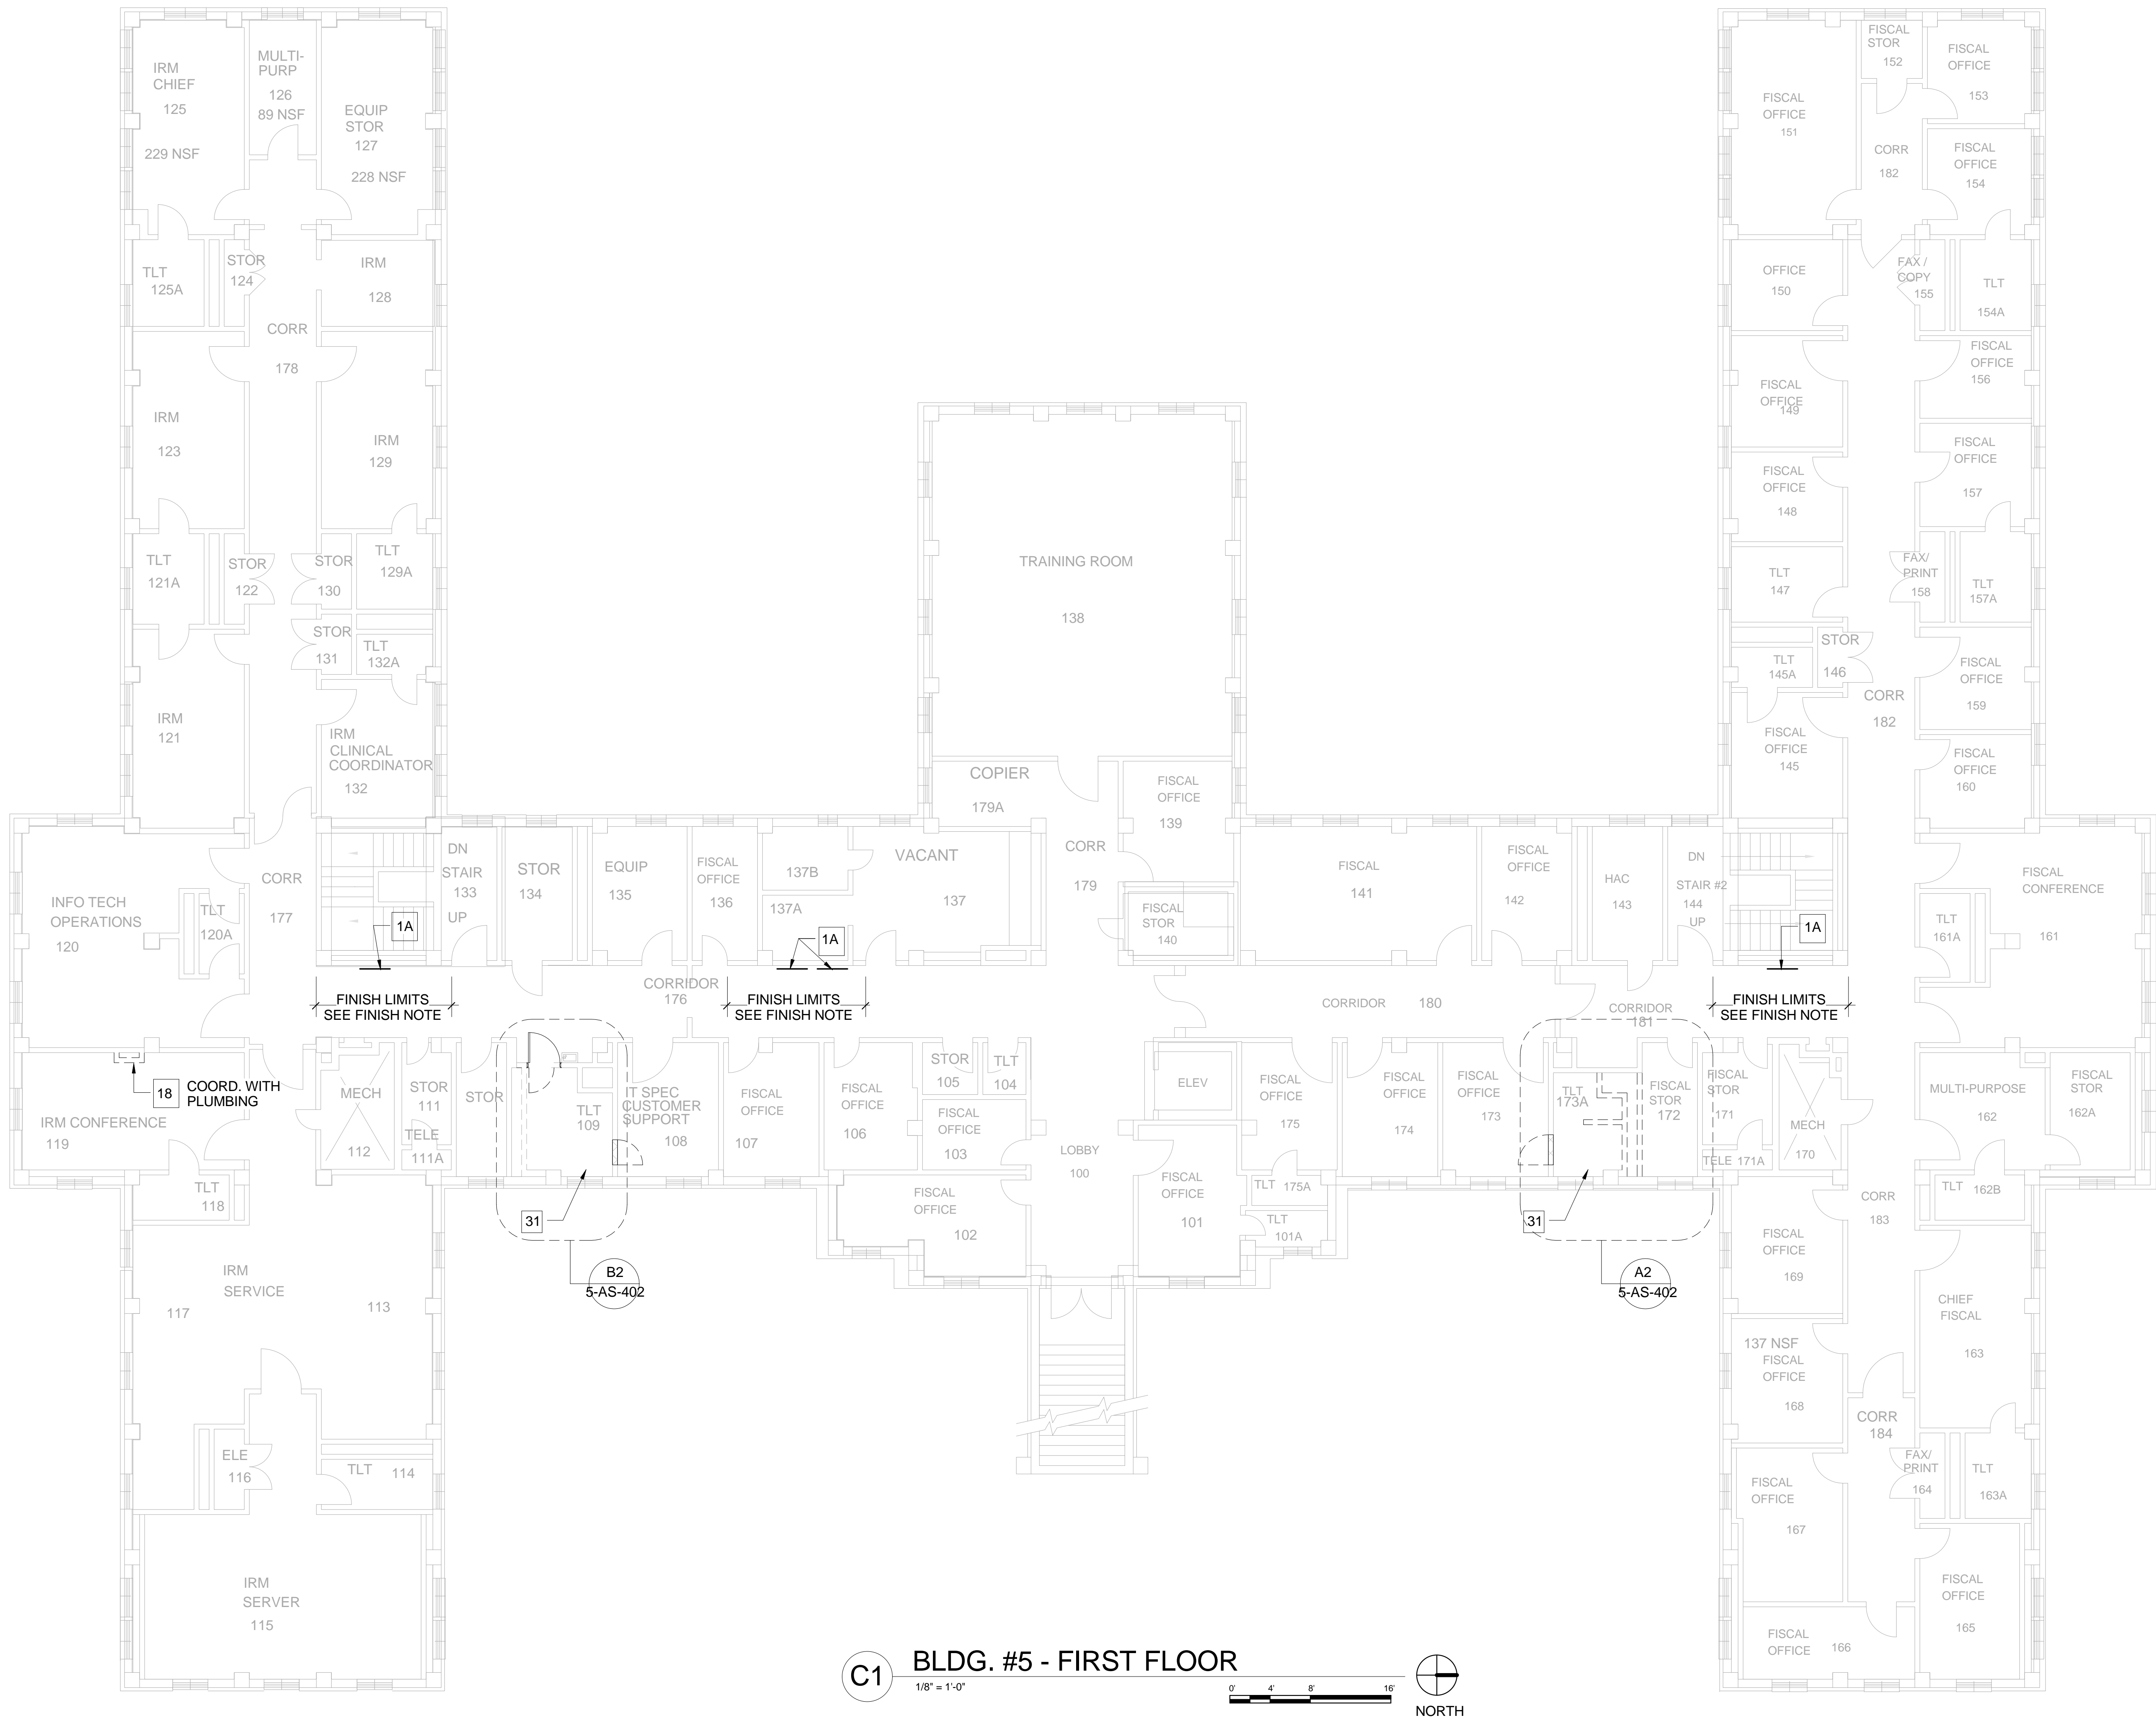 IRM
CHIEF
125
229 NSF
MULTI-
PURP
126
89 NSF
EQUIP
STOR
127
228 NSF
TLT
125A
STOR
124
IRM
128
CORR
178
IRM
123
IRM
129
TLT
121A
STOR
122
STOR
130
TLT
129A
STOR
131
TLT
132A
IRM
121
IRM
CLINICAL
COORDINATOR
132
FISCAL
OFFICE
151
FISCAL
STOR
152
FISCAL
OFFICE
153
CORR
182
FISCAL
OFFICE
154
OFFICE
150
FAX /
COPY
155
TLT
154A
FISCAL
OFFICE
149
FISCAL
OFFICE
156
FISCAL
OFFICE
148
FISCAL
OFFICE
157
TLT
147
FAX/
PRINT
158
TLT
157A
STOR
146
TLT
145A
FISCAL
OFFICE
159
CORR
182
FISCAL
OFFICE
145
FISCAL
OFFICE
160
TRAINING ROOM
138
COPIER
179A
FISCAL
OFFICE
139
INFO TECH
OPERATIONS
120
TLT
120A
CORR
177
DN
STAIR
133
UP
STOR
134
EQUIP
135
FISCAL
OFFICE
136
137B
137A
VACANT
137
CORR
179
FISCAL
STOR
140
FISCAL
141
FISCAL
OFFICE
142
HAC
143
DN
STAIR #2
144
UP
TLT
161A
FISCAL
CONFERENCE
161
1A
1A
1A
FINISH LIMITS
SEE FINISH NOTE
CORRIDOR
176
FINISH LIMITS
SEE FINISH NOTE
CORRIDOR 180
CORRIDOR
181
FINISH LIMITS
SEE FINISH NOTE
18
COORD. WITH
PLUMBING
IRM CONFERENCE
119
MECH
112
STOR
111
TELE
111A
STOR
TLT
109
IT SPEC
CUSTOMER
SUPPORT
108
FISCAL
OFFICE
107
FISCAL
OFFICE
106
STOR
105
TLT
104
FISCAL
OFFICE
103
FISCAL
OFFICE
102
LOBBY
100
ELEV
FISCAL
OFFICE
101
FISCAL
OFFICE
175
TLT 175A
TLT
101A
FISCAL
OFFICE
174
FISCAL
OFFICE
173
TLT
173A
FISCAL
STOR
172
FISCAL
STOR
171
TELE 171A
MECH
170
MULTI-PURPOSE
162
FISCAL
STOR
162A
TLT 162B
CORR
183
TLT
118
31
B2
5-AS-402
31
A2
5-AS-402
IRM
SERVICE
117
113
FISCAL
OFFICE
169
CHIEF
FISCAL
163
137 NSF
FISCAL
OFFICE
168
CORR
184
ELE
116
TLT 114
FAX/
PRINT
164
TLT
163A
FISCAL
OFFICE
167
IRM
SERVER
115
FISCAL
OFFICE
165
FISCAL
OFFICE
166
C1
BLDG. #5 - FIRST FLOOR
1/8" = 1'-0"
0' 4' 8' 16'
NORTH